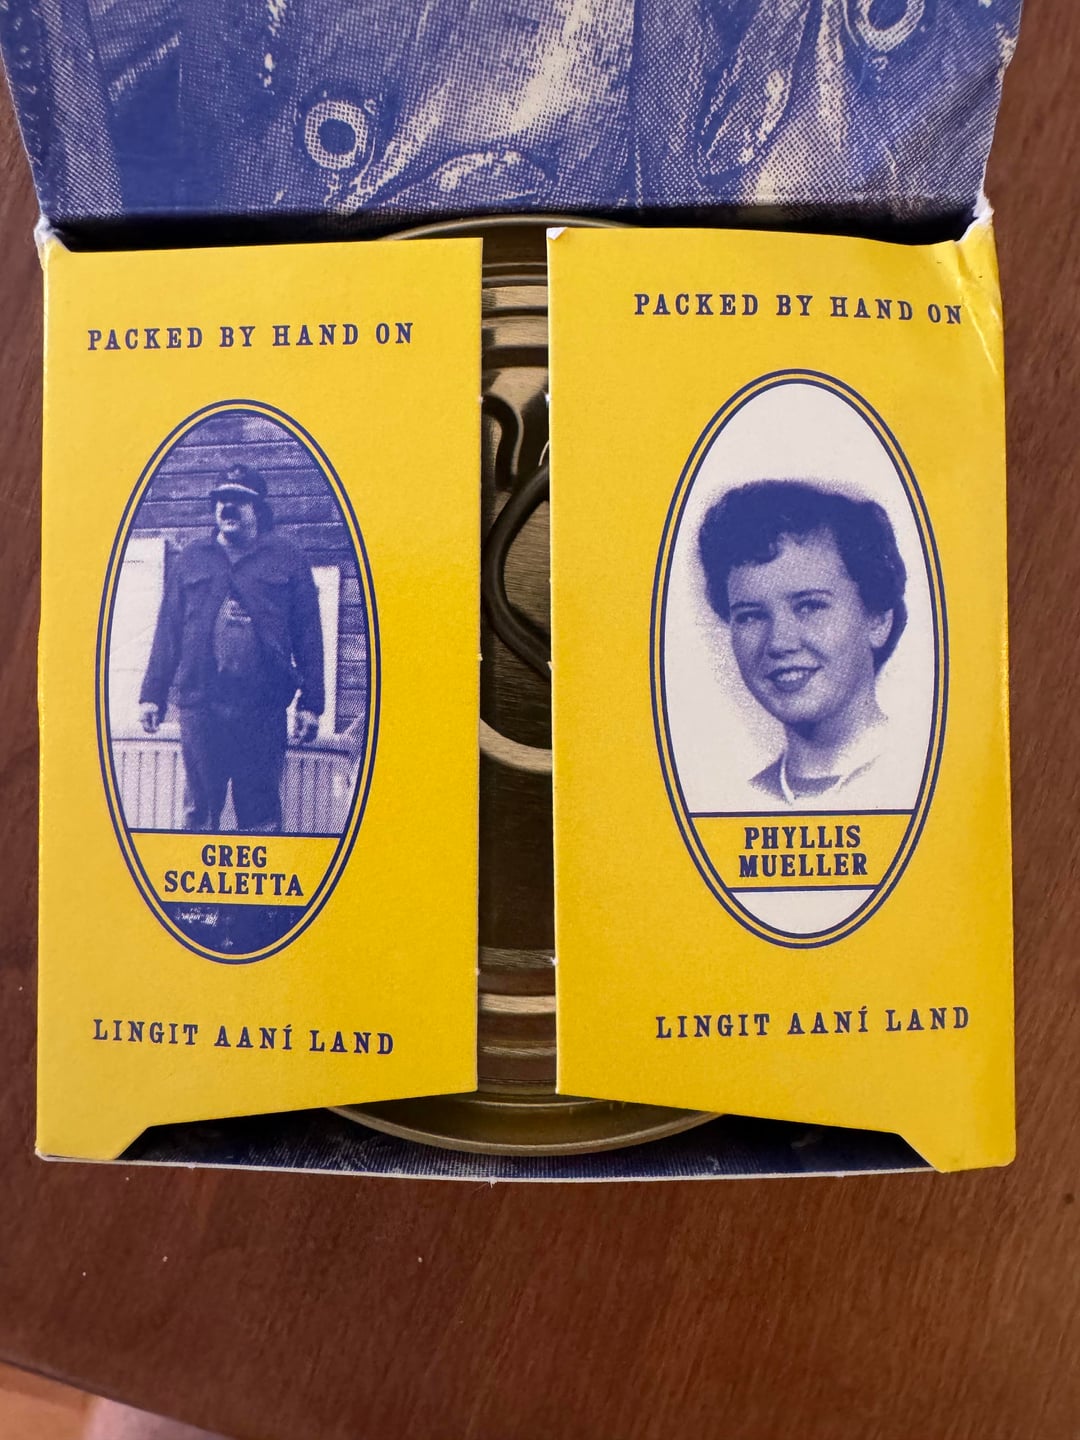 PACKED BY HAND ON
GREG
SCALETTA
LINGIT AANÍ LAND
PACKED BY HAND ON
PHYLLIS
MUELLER
LINGIT AANÍ LAND